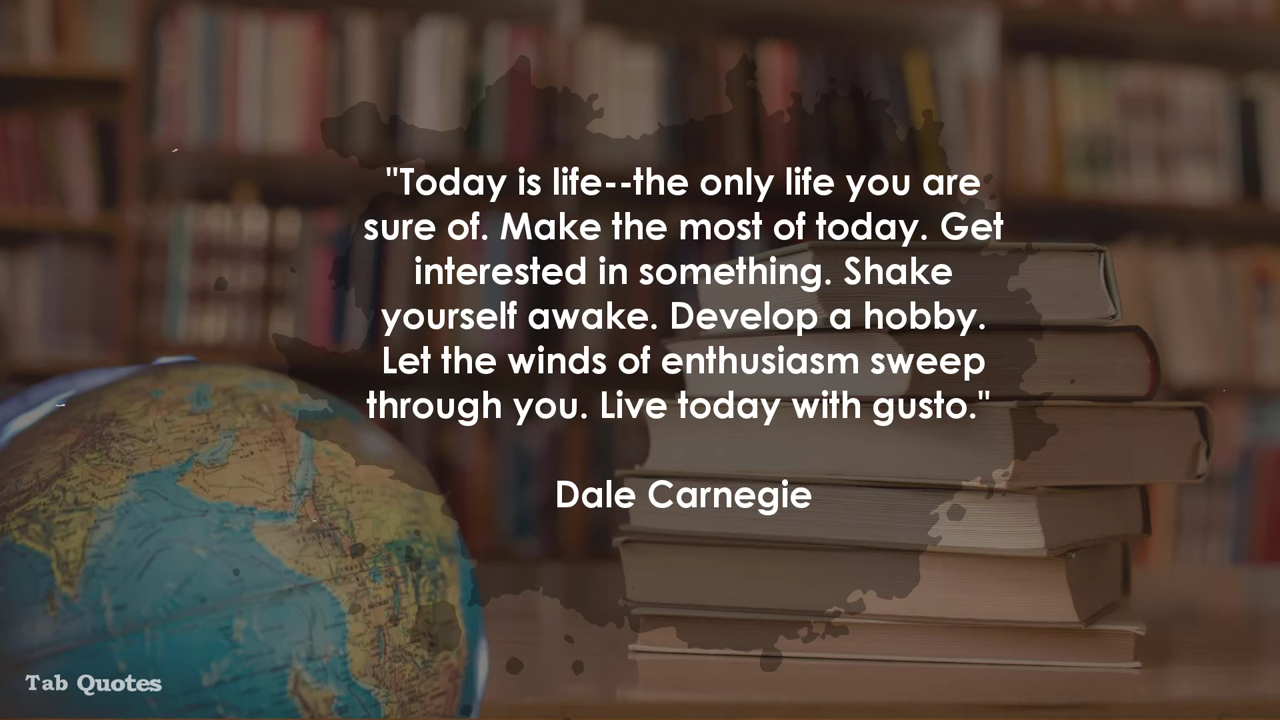 "Today is life--the only life you are
sure of. Make the most of today. Get
interested in something. Shake
yourself awake. Develop a hobby.
Let the winds of enthusiasm sweep
through you. Live today with gusto."
Dale Carnegie
Tab Quotes